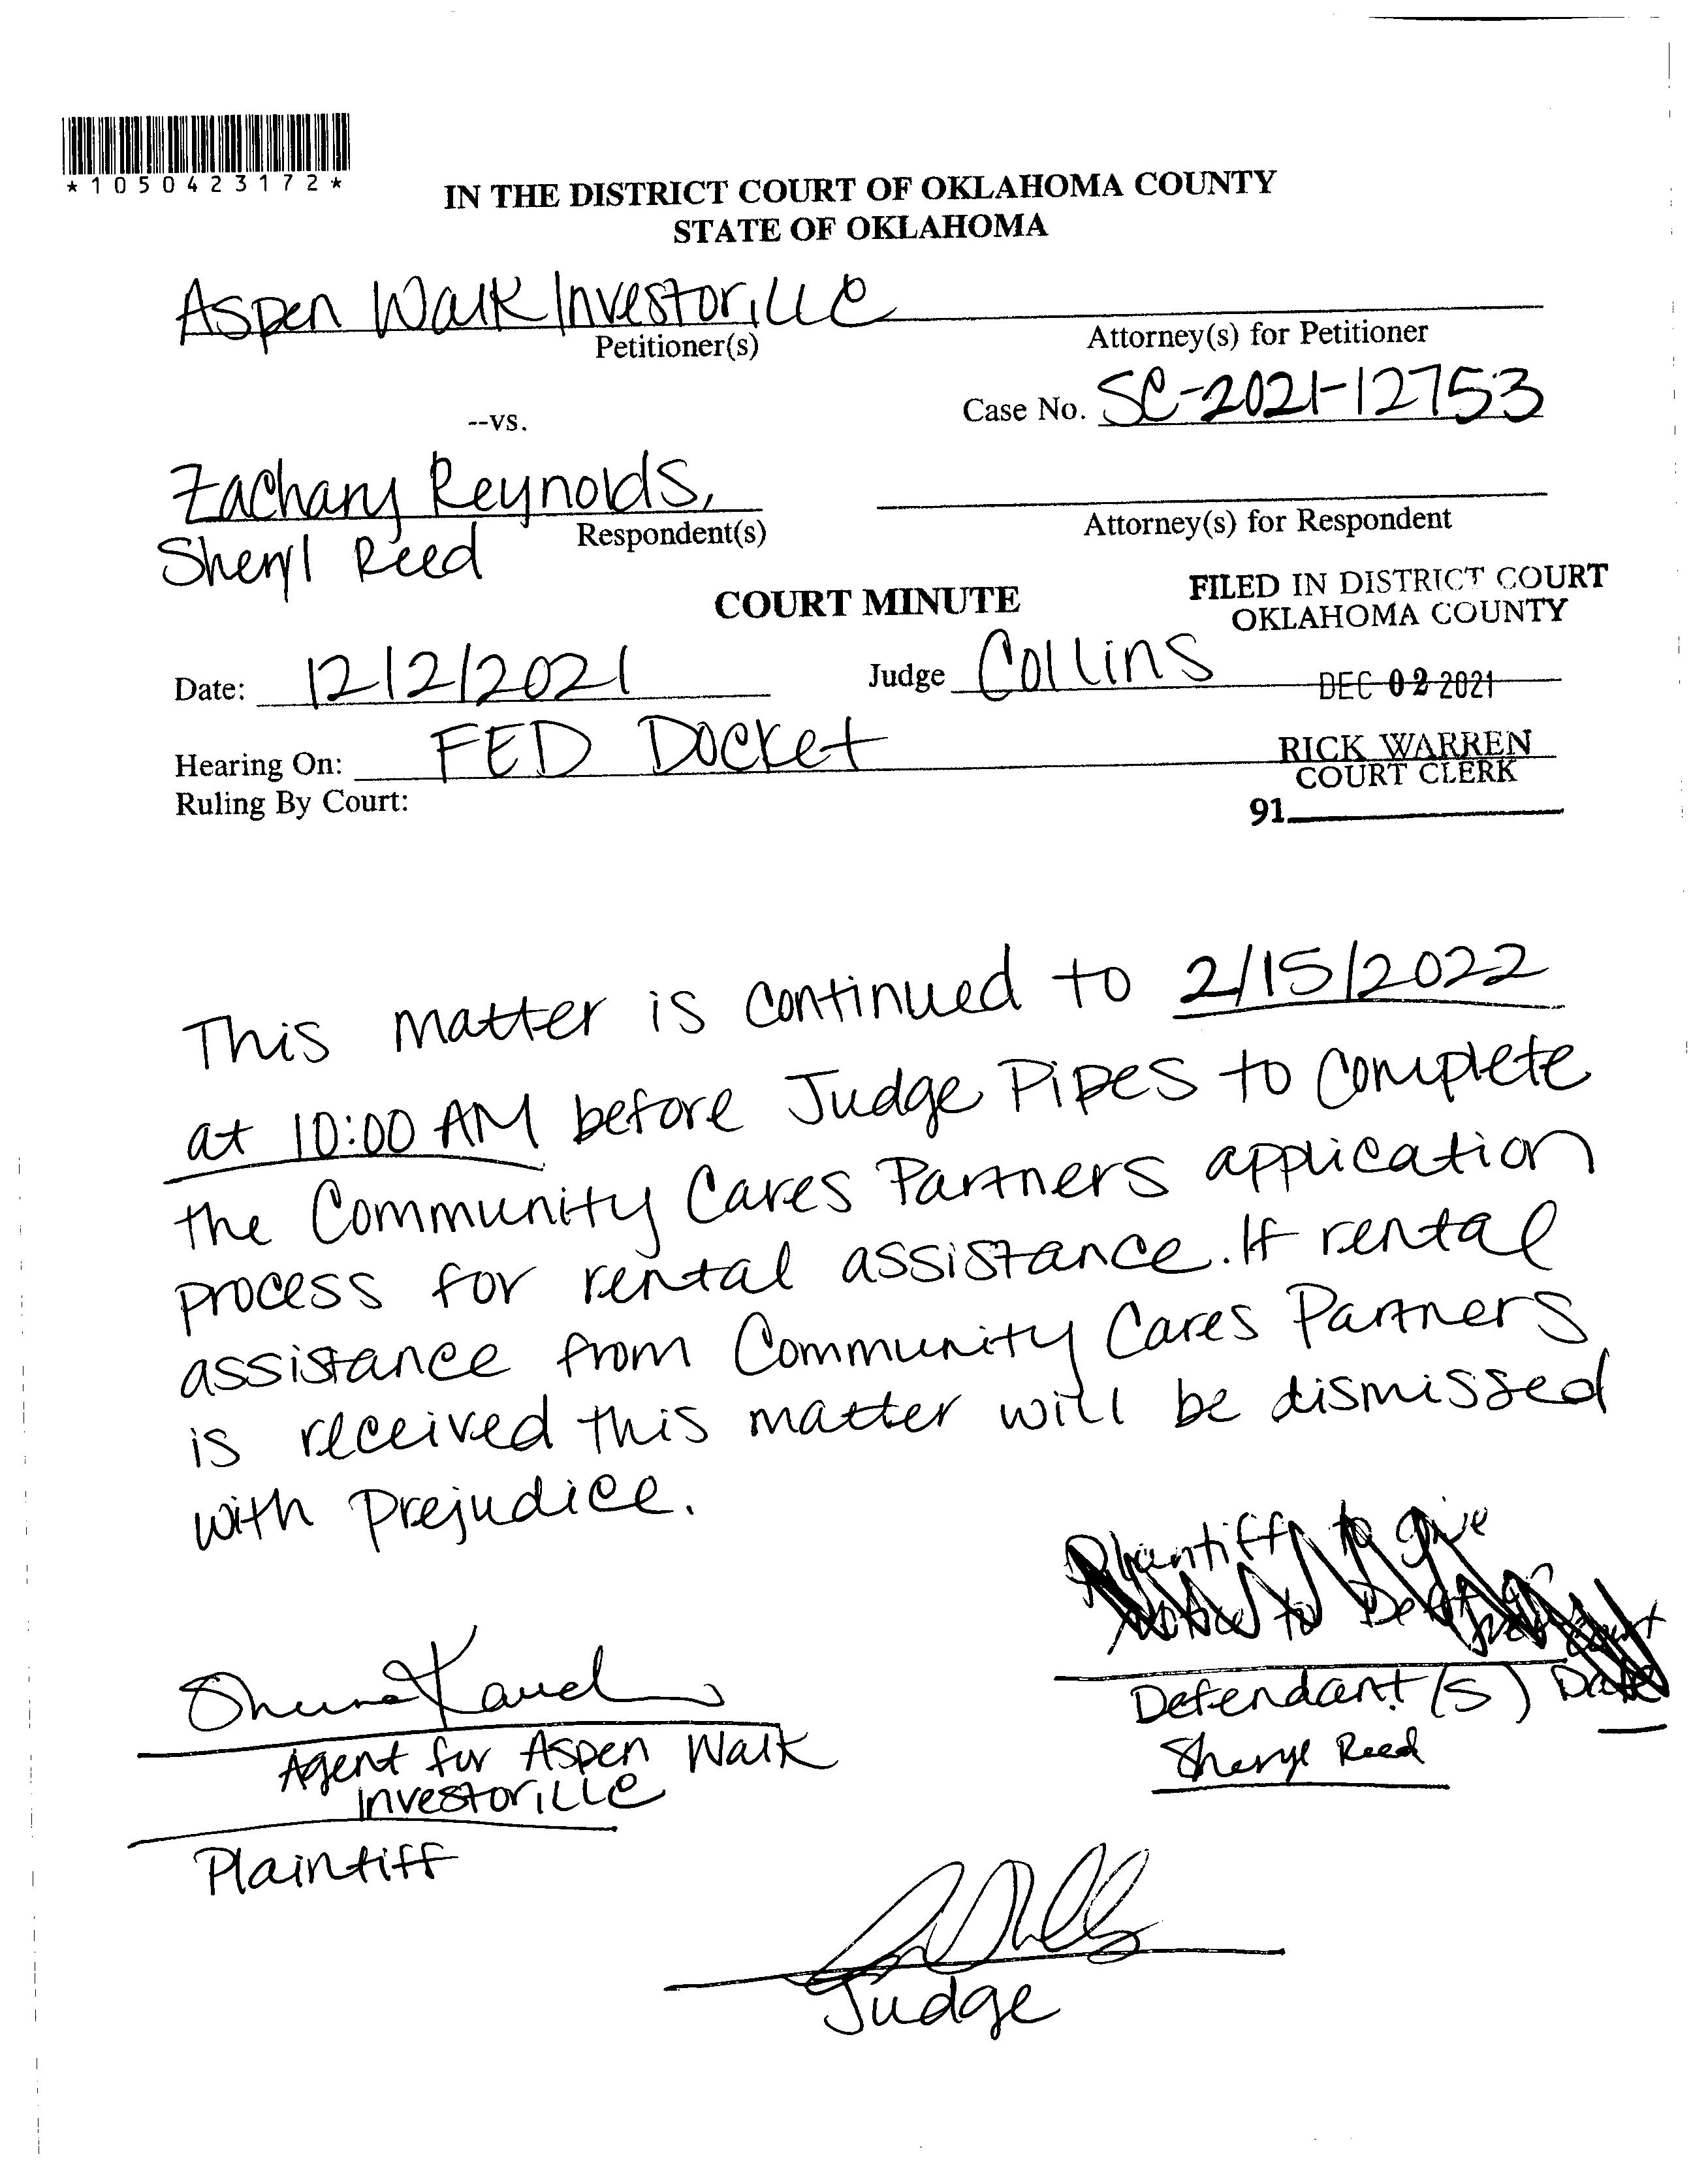 *1050423172*
IN THE DISTRICT COURT OF OKLAHOMA COUNTY
STATE OF OKLAHOMA
Aspen Walk Investor, LLC
Petitioner(s)
Attorney(s) for Petitioner
--vs.
Case No. SC-2021-12753
Zachary Reynolds,
Respondent(s)
Sheryl Reed
Attorney(s) for Respondent
COURT MINUTE
FILED IN DISTRICT COURT
OKLAHOMA COUNTY
Date: 12/2/2021
Judge Collins
DEC 02 2021
Hearing On: FED Docket
RICK WARREN
COURT CLERK
Ruling By Court:
91
This matter is continued to 2/15/2022
at 10:00 AM before Judge Pipes to complete
the Community Cares Partners application
process for rental assistance. If rental
assistance from Community Cares Partners
is received this matter will be dismissed
with prejudice.
Plaintiff to give
to
Agent for Aspen Walk
Investor, LLC
Plaintiff
Defendant(s)
Sheryl Reed
Judge